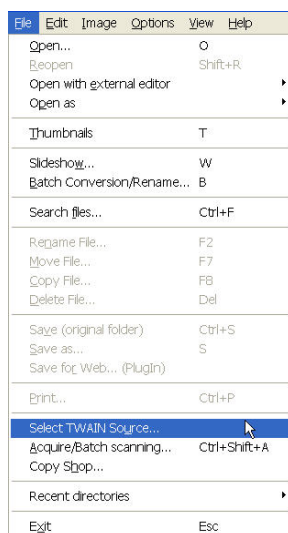 File Edit Image Options View Help
Open... O
Reopen Shift+R
Open with external editor
Open as
Thumbnails T
Slideshow... W
Batch Conversion/Rename... B
Search files... Ctrl+F
Rename File... F2
Move File... F7
Copy File... F8
Delete File... Del
Save (original folder) Ctrl+S
Save as... S
Save for Web... (PlugIn)
Print... Ctrl+P
Select TWAIN Source...
Acquire/Batch scanning... Ctrl+Shift+A
Copy Shop...
Recent directories
Exit Esc